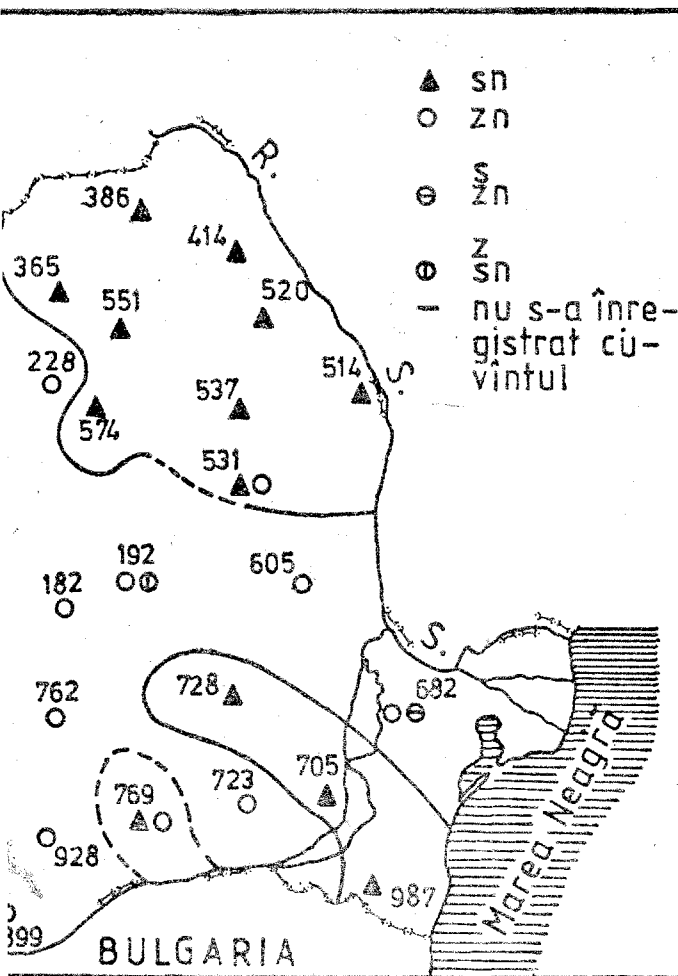 ▲ sn
○ zn
s
⊖ zn
z
⦶ sn
– nu s-a înre-
gistrat cu-
vîntul
R.
386
414
365
551
520
228
514
S.
574
537
531
192
182
605
S.
762
728
682
705
769
723
928
987
899
Marea Neagră
BULGARIA